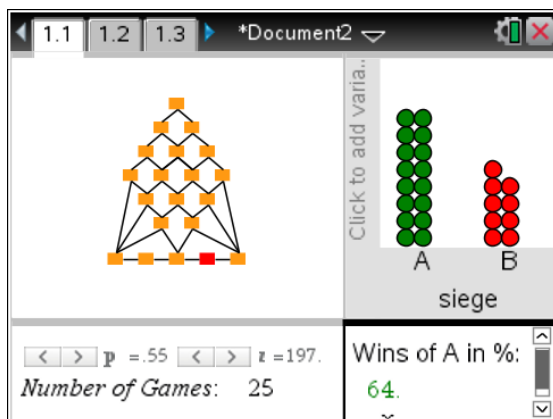 1.1 1.2 1.3 *Document2
Click to add varia..
A B
siege
p =.55 z =197.
Number of Games: 25
Wins of A in %:
64.